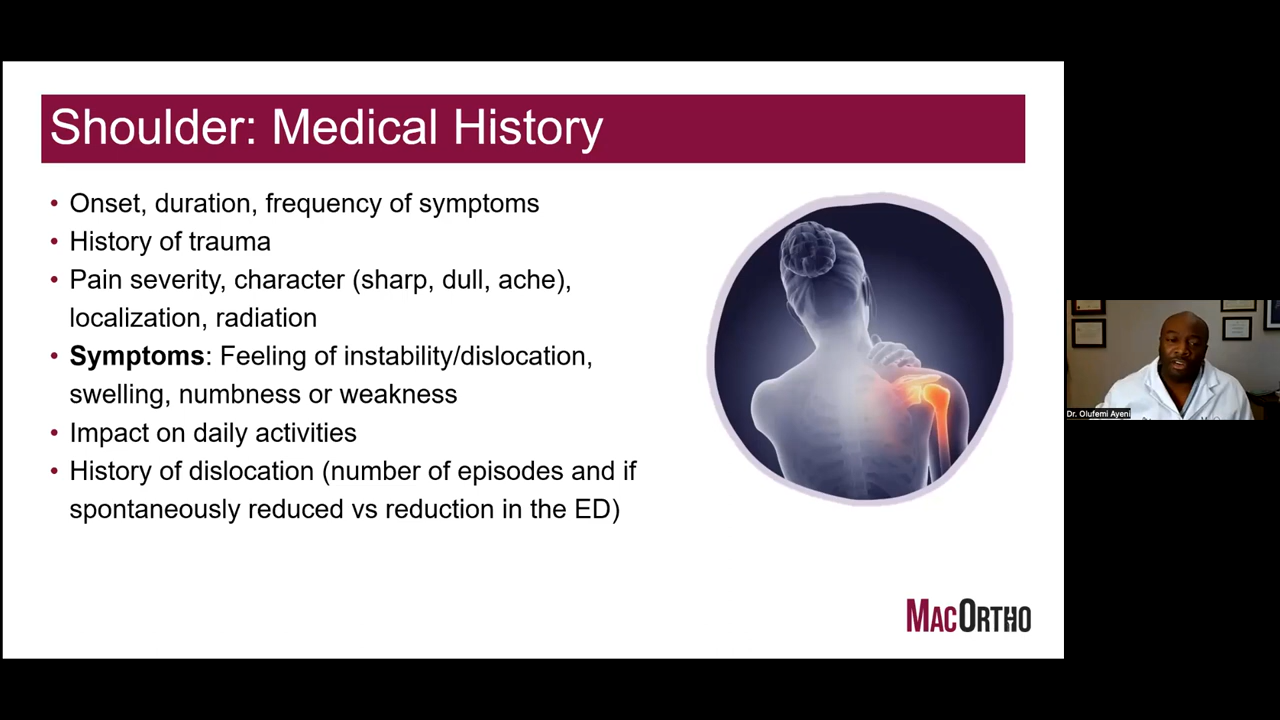 Shoulder: Medical History
• Onset, duration, frequency of symptoms
• History of trauma
• Pain severity, character (sharp, dull, ache),
localization, radiation
• Symptoms: Feeling of instability/dislocation,
swelling, numbness or weakness
• Impact on daily activities
• History of dislocation (number of episodes and if
spontaneously reduced vs reduction in the ED)
MACORTHO
Dr. Olufemi Ayeni